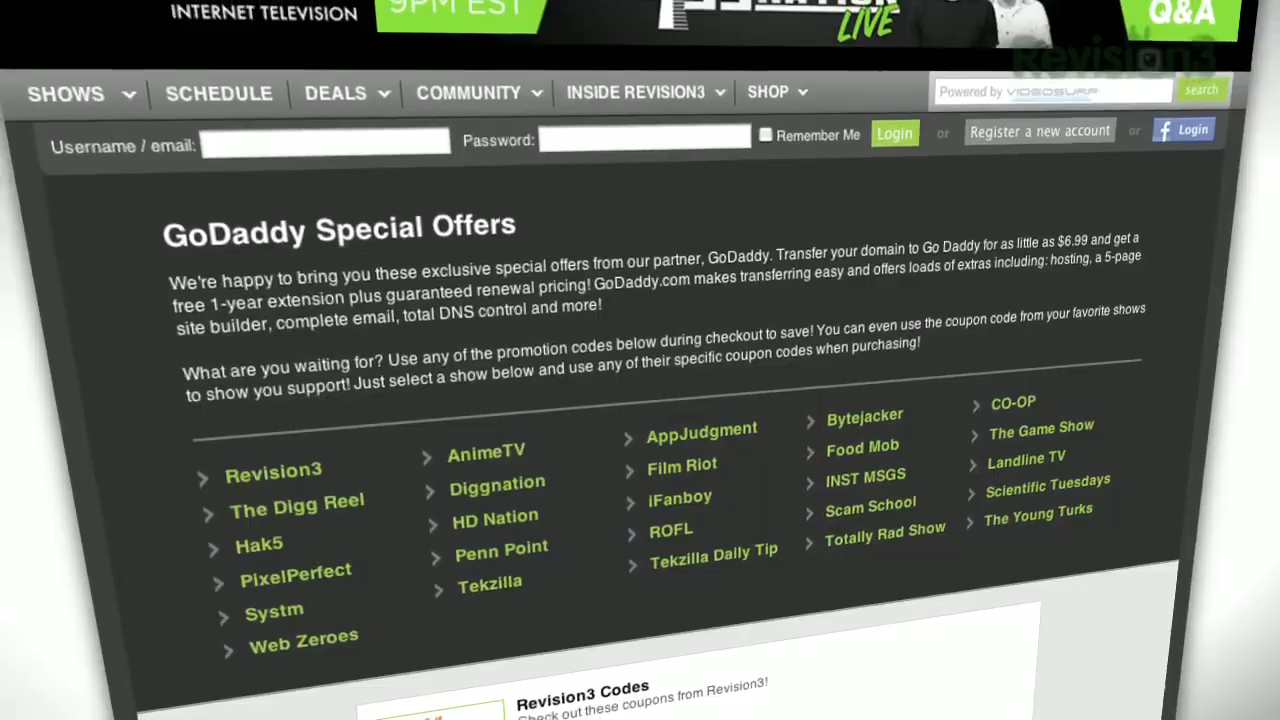 INTERNET TELEVISION
9PM EST
LIVE
Q&A
Revision3
SHOWS
SCHEDULE
DEALS
COMMUNITY
INSIDE REVISION3
SHOP
Powered by VIDEOSURF
search
Username / email:
Password:
Remember Me
Login
or
Register a new account
or
f Login
GoDaddy Special Offers
We're happy to bring you these exclusive special offers from our partner, GoDaddy. Transfer your domain to Go Daddy for as little as $6.99 and get a
free 1-year extension plus guaranteed renewal pricing! GoDaddy.com makes transferring easy and offers loads of extras including: hosting, a 5-page
site builder, complete email, total DNS control and more!
What are you waiting for? Use any of the promotion codes below during checkout to save! You can even use the coupon code from your favorite shows
to show you support! Just select a show below and use any of their specific coupon codes when purchasing!
Revision3
The Digg Reel
Hak5
PixelPerfect
Systm
Web Zeroes
AnimeTV
Diggnation
HD Nation
Penn Point
Tekzilla
AppJudgment
Film Riot
iFanboy
ROFL
Tekzilla Daily Tip
Bytejacker
Food Mob
INST MSGS
Scam School
Totally Rad Show
CO-OP
The Game Show
Landline TV
Scientific Tuesdays
The Young Turks
Revision3 Codes
Check out these coupons from Revision3!